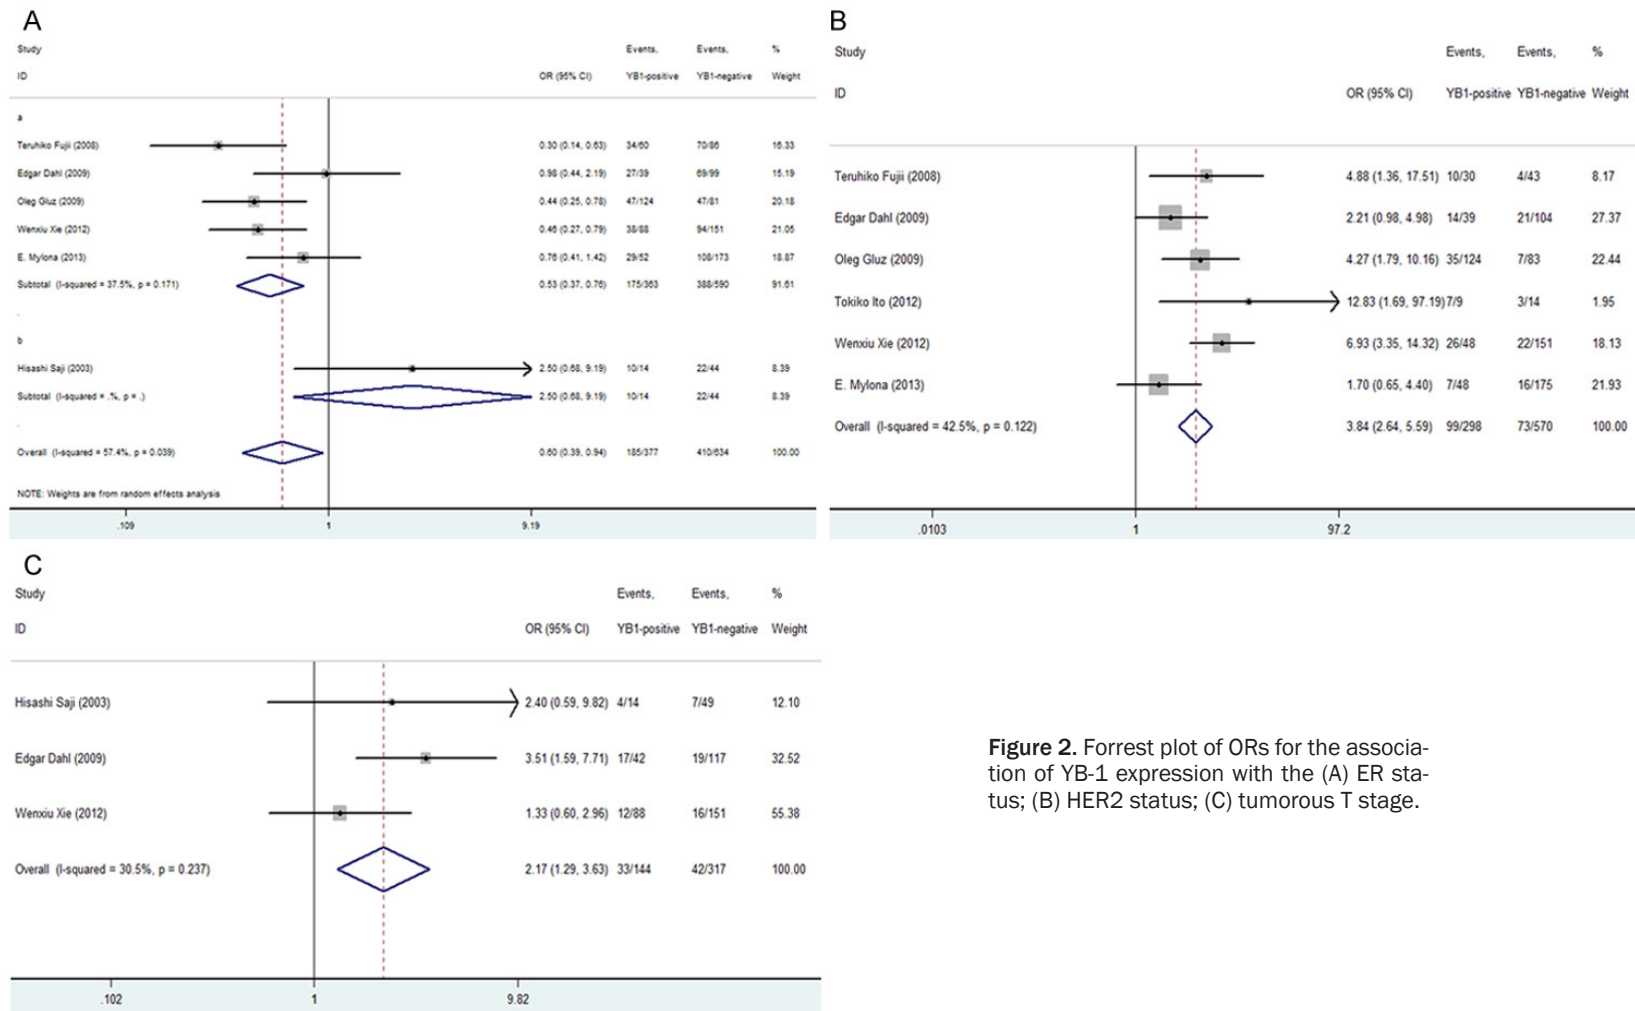 A
Study Events, Events, %
ID OR (95% CI) YB1-positive YB1-negative Weight
a
Teruhiko Fujii (2008) 0.30 (0.14, 0.63) 34/60 70/86 16.33
Edgar Dahl (2009) 0.98 (0.44, 2.19) 27/39 69/99 15.19
Oleg Gluz (2009) 0.44 (0.25, 0.78) 47/124 47/81 20.18
Wenxiu Xie (2012) 0.46 (0.27, 0.79) 38/88 94/151 21.05
E. Mylona (2013) 0.76 (0.41, 1.42) 29/52 108/173 18.87
Subtotal (I-squared = 37.5%, p = 0.171) 0.53 (0.37, 0.76) 175/363 388/590 91.61
.
b
Hisashi Saji (2003) 2.50 (0.68, 9.19) 10/14 22/44 8.39
Subtotal (I-squared = .%, p = .) 2.50 (0.68, 9.19) 10/14 22/44 8.39
.
Overall (I-squared = 57.4%, p = 0.039) 0.60 (0.39, 0.94) 185/377 410/634 100.00
NOTE: Weights are from random effects analysis
.109 1 9.19
B
Study Events, Events, %
ID OR (95% CI) YB1-positive YB1-negative Weight
Teruhiko Fujii (2008) 4.88 (1.36, 17.51) 10/30 4/43 8.17
Edgar Dahl (2009) 2.21 (0.98, 4.98) 14/39 21/104 27.37
Oleg Gluz (2009) 4.27 (1.79, 10.16) 35/124 7/83 22.44
Tokiko Ito (2012) 12.83 (1.69, 97.19) 7/9 3/14 1.95
Wenxiu Xie (2012) 6.93 (3.35, 14.32) 26/48 22/151 18.13
E. Mylona (2013) 1.70 (0.65, 4.40) 7/48 16/175 21.93
Overall (I-squared = 42.5%, p = 0.122) 3.84 (2.64, 5.59) 99/298 73/570 100.00
.0103 1 97.2
C
Study Events, Events, %
ID OR (95% CI) YB1-positive YB1-negative Weight
Hisashi Saji (2003) 2.40 (0.59, 9.82) 4/14 7/49 12.10
Edgar Dahl (2009) 3.51 (1.59, 7.71) 17/42 19/117 32.52
Wenxiu Xie (2012) 1.33 (0.60, 2.96) 12/88 16/151 55.38
Overall (I-squared = 30.5%, p = 0.237) 2.17 (1.29, 3.63) 33/144 42/317 100.00
.102 1 9.82
Figure 2. Forrest plot of ORs for the associa-
tion of YB-1 expression with the (A) ER sta-
tus; (B) HER2 status; (C) tumorous T stage.